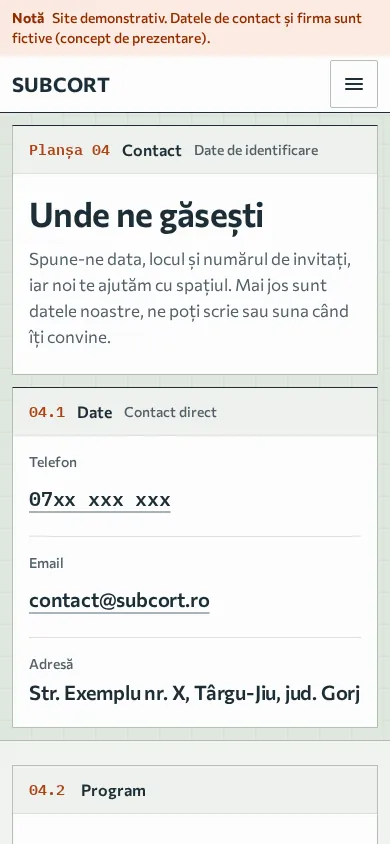 Notă Site demonstrativ. Datele de contact și firma sunt
fictive (concept de prezentare).
SUBCORT
Planșa 04 Contact Date de identificare
Unde ne găsești
Spune-ne data, locul și numărul de invitați,
iar noi te ajutăm cu spațiul. Mai jos sunt
datele noastre, ne poți scrie sau suna când
îți convine.
04.1 Date Contact direct
Telefon
07xx xxx xxx
Email
contact@subcort.ro
Adresă
Str. Exemplu nr. X, Târgu-Jiu, jud. Gorj
04.2 Program